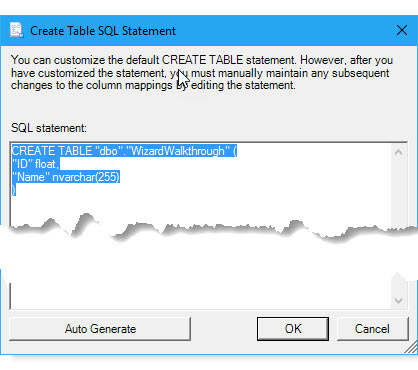 Create Table SQL Statement
You can customize the default CREATE TABLE statement. However, after you
have customized the statement, you must manually maintain any subsequent
changes to the column mappings by editing the statement.
SQL statement:
CREATE TABLE "dbo"."WizardWalkthrough" (
"ID" float,
"Name" nvarchar(255)
)
Auto Generate
OK
Cancel